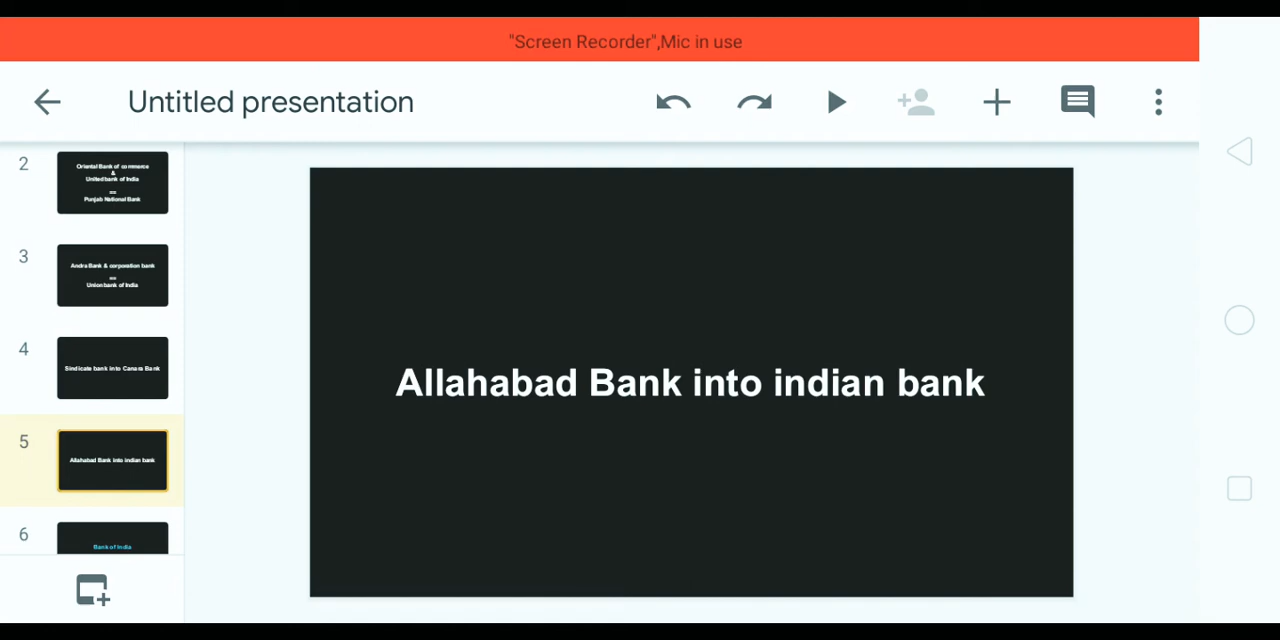 "Screen Recorder",Mic in use
Untitled presentation
2
Oriental Bank of commerce
&
United bank of India
==
Punjab National Bank
3
Andra Bank & corporation bank
==
Union bank of India
4
Sindicate bank into Canara Bank
5
Allahabad Bank into indian bank
6
Bank of India
Allahabad Bank into indian bank